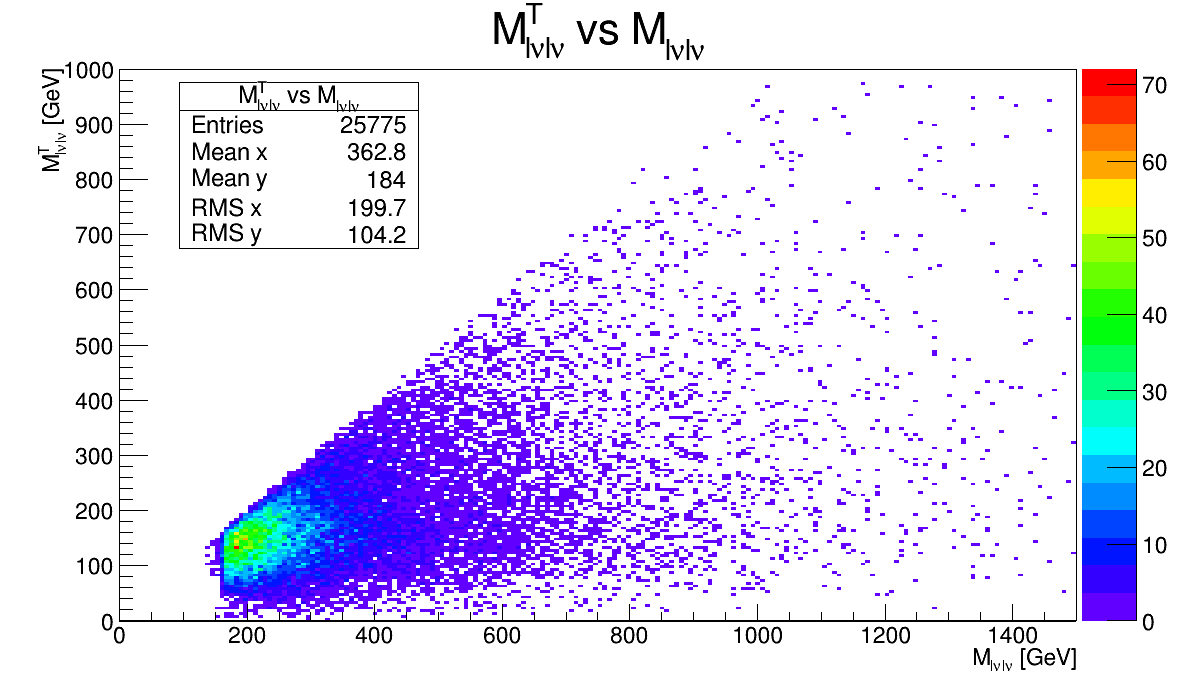 M^T_lνlν vs M_lνlν
M^T_lνlν [GeV]
M^T_lνlν vs M_lνlν
Entries 25775
Mean x 362.8
Mean y 184
RMS x 199.7
RMS y 104.2
1000
900
800
700
600
500
400
300
200
100
0
0 200 400 600 800 1000 1200 1400
M_lνlν [GeV]
70
60
50
40
30
20
10
0